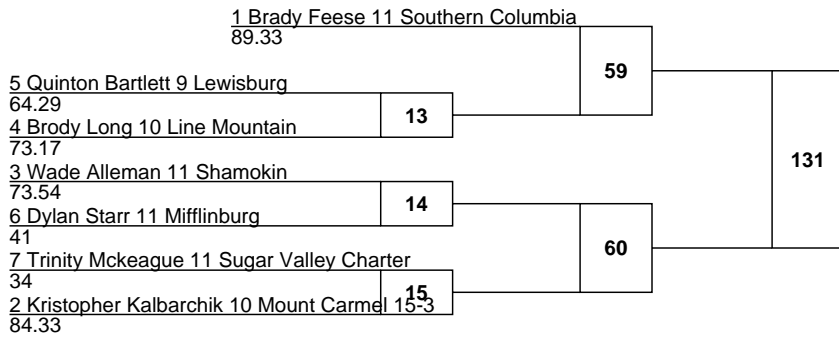 1 Brady Feese 11 Southern Columbia
89.33
59
5 Quinton Bartlett 9 Lewisburg
64.29
13
4 Brody Long 10 Line Mountain
73.17
131
3 Wade Alleman 11 Shamokin
73.54
14
6 Dylan Starr 11 Mifflinburg
41
60
7 Trinity Mckeague 11 Sugar Valley Charter
34
15
2 Kristopher Kalbarchik 10 Mount Carmel 15-3
84.33